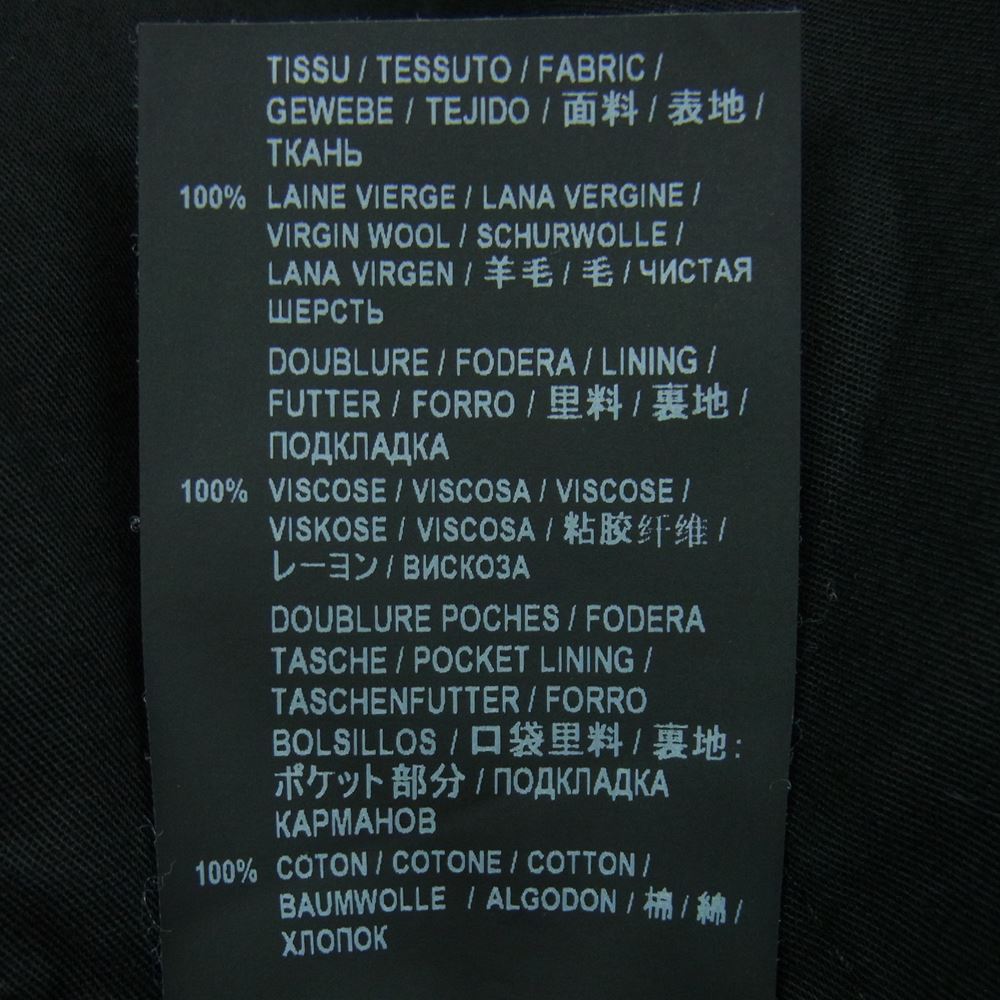 TISSU / TESSUTO / FABRIC /
GEWEBE / TEJIDO / 面料 / 表地 /
ТКАНЬ
100% LAINE VIERGE / LANA VERGINE /
VIRGIN WOOL / SCHURWOLLE /
LANA VIRGEN / 羊毛 / 毛 / ЧИСТАЯ
ШЕРСТЬ
DOUBLURE / FODERA / LINING /
FUTTER / FORRO / 里料 / 裏地 /
ПОДКЛАДКА
100% VISCOSE / VISCOSA / VISCOSE /
VISKOSE / VISCOSA / 粘胶纤维 /
レーヨン / ВИСКОЗА
DOUBLURE POCHES / FODERA
TASCHE / POCKET LINING /
TASCHENFUTTER / FORRO
BOLSILLOS / 口袋里料 / 裏地:
ポケット部分 / ПОДКЛАДКА
КАРМАНОВ
100% COTON / COTONE / COTTON /
BAUMWOLLE / ALGODON / 棉 / 綿 /
ХЛОПОК